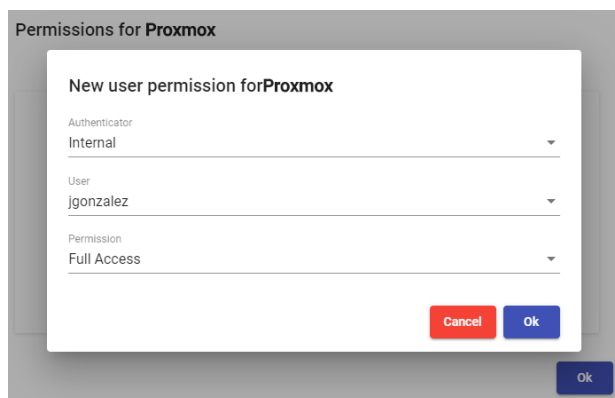 Permissions for Proxmox
New user permission forProxmox
Authenticator
Internal
User
jgonzalez
Permission
Full Access
Cancel Ok
Ok